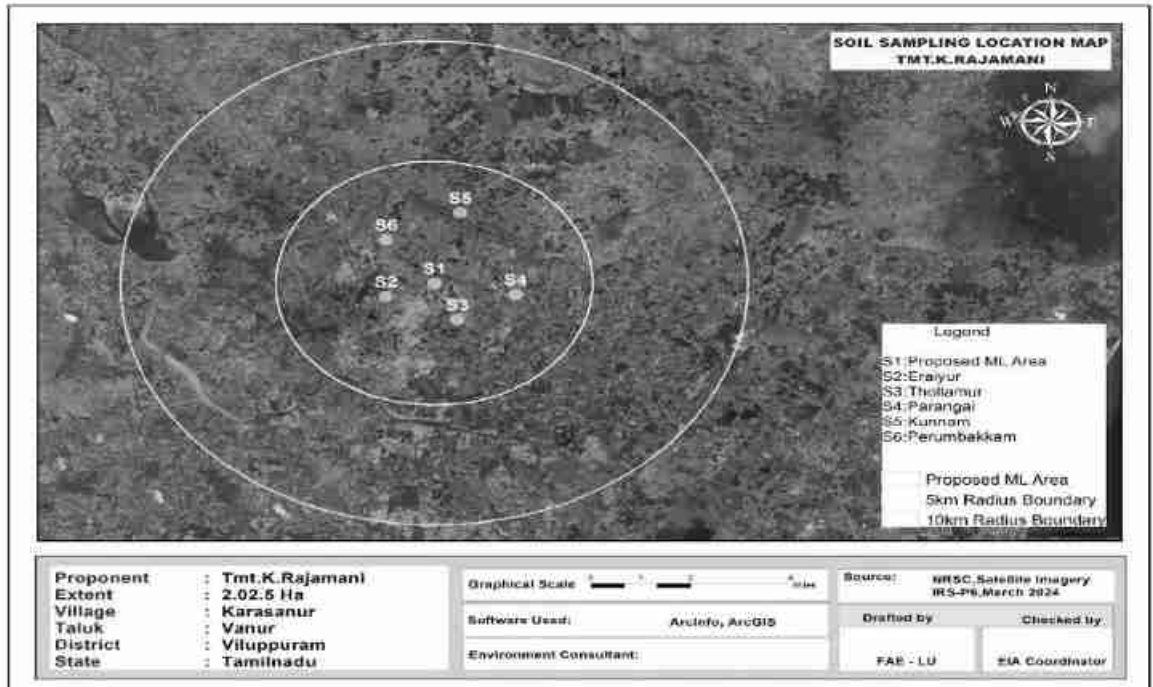 SOIL SAMPLING LOCATION MAP
TMT.K.RAJAMANI
N
W
S
S5
S6
S1
S2
S4
S3
Legend
S1:Proposed ML Area
S2:Eraiyur
S3:Thollamur
S4:Parangai
S5:Kunnam
S6:Perumbakkam
Proposed ML Area
5km Radius Boundary
10km Radius Boundary
Proponent : Tmt.K.Rajamani
Extent : 2.02.5 Ha
Village : Karasanur
Taluk : Vanur
District : Viluppuram
State : Tamilnadu
Graphical Scale
Software Used: ArcInfo, ArcGIS
Environment Consultant:
Source: NRSC,Satellite Imagery
IRS-P6,March 2024
Drafted by Checked by
FAE - LU EIA Coordinator